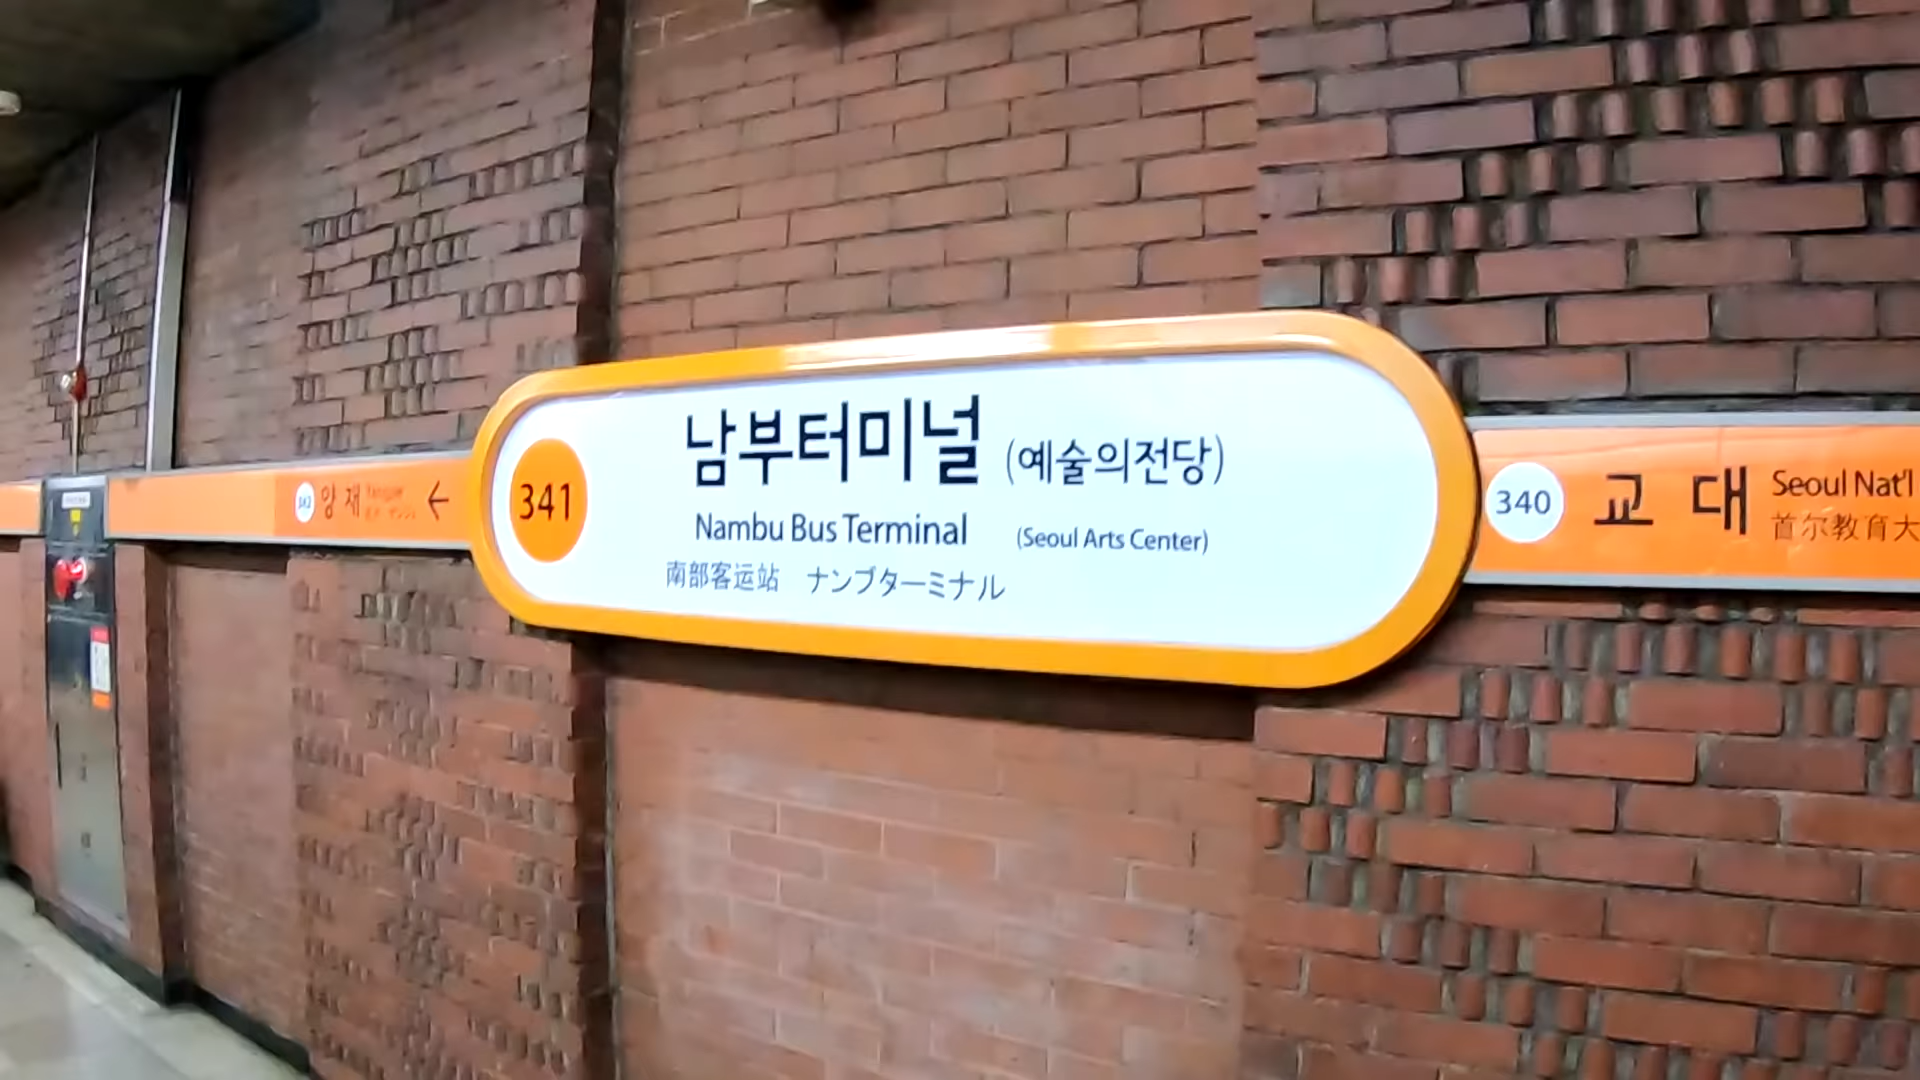 342 양재 Yangjae ←
341
남부터미널 (예술의전당)
Nambu Bus Terminal (Seoul Arts Center)
南部客运站 ナンブターミナル
340 교대 Seoul Nat'l
首尔教育大